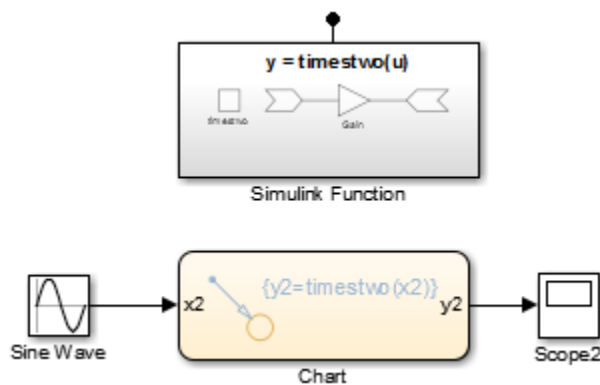 y = timestwo(u)
timestwo
Gain
Simulink Function
{y2=timestwo(x2)}
x2
y2
Sine Wave
Chart
Scope2